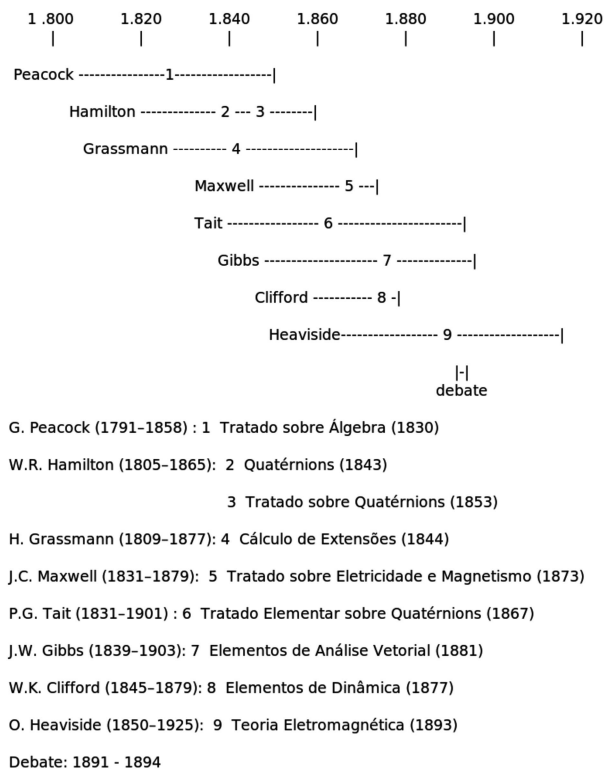 1.800 1.820 1.840 1.860 1.880 1.900 1.920
| | | | | | |
Peacock ----------------1------------------|
Hamilton -------------- 2 --- 3 --------|
Grassmann ---------- 4 --------------------|
Maxwell --------------- 5 ---|
Tait ----------------- 6 -----------------------|
Gibbs --------------------- 7 --------------|
Clifford ----------- 8 -|
Heaviside------------------ 9 -------------------|
|-|
debate
G. Peacock (1791–1858) : 1 Tratado sobre Álgebra (1830)
W.R. Hamilton (1805–1865): 2 Quatérnions (1843)
3 Tratado sobre Quatérnions (1853)
H. Grassmann (1809–1877): 4 Cálculo de Extensões (1844)
J.C. Maxwell (1831–1879): 5 Tratado sobre Eletricidade e Magnetismo (1873)
P.G. Tait (1831–1901) : 6 Tratado Elementar sobre Quatérnions (1867)
J.W. Gibbs (1839–1903): 7 Elementos de Análise Vetorial (1881)
W.K. Clifford (1845–1879): 8 Elementos de Dinâmica (1877)
O. Heaviside (1850–1925): 9 Teoria Eletromagnética (1893)
Debate: 1891 - 1894